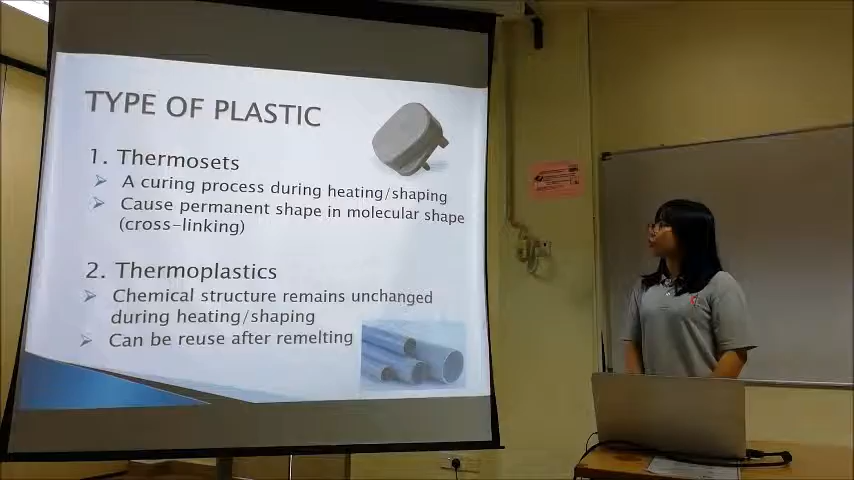 TYPE OF PLASTIC
1. Thermosets
A curing process during heating/shaping
Cause permanent shape in molecular shape
(cross-linking)
2. Thermoplastics
Chemical structure remains unchanged
during heating/shaping
Can be reuse after remelting